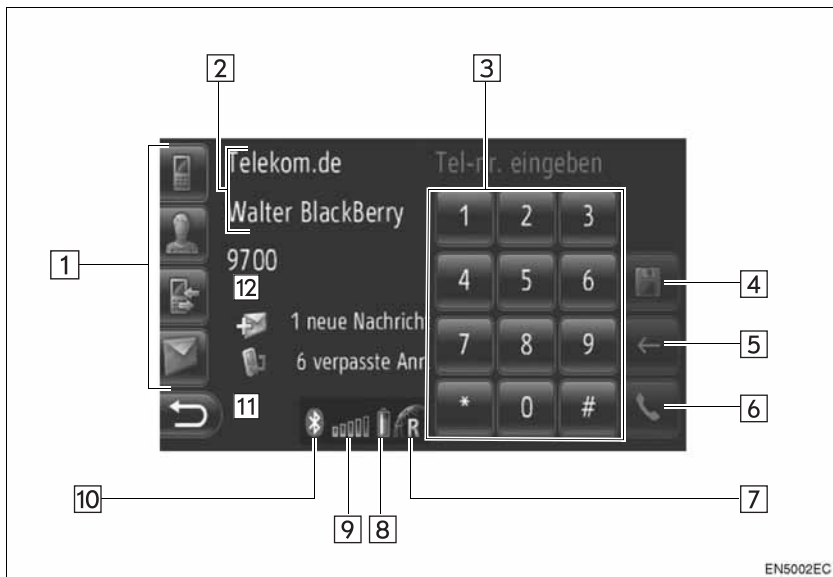 2
3
Telekom.de
Tel-nr. eingeben
Walter BlackBerry
1 2 3
1
9700
12
4 5 6
4
1 neue Nachrich
7 8 9
5
6 verpasste Anr
11
* 0 #
6
R
10
9
8
7
EN5002EC